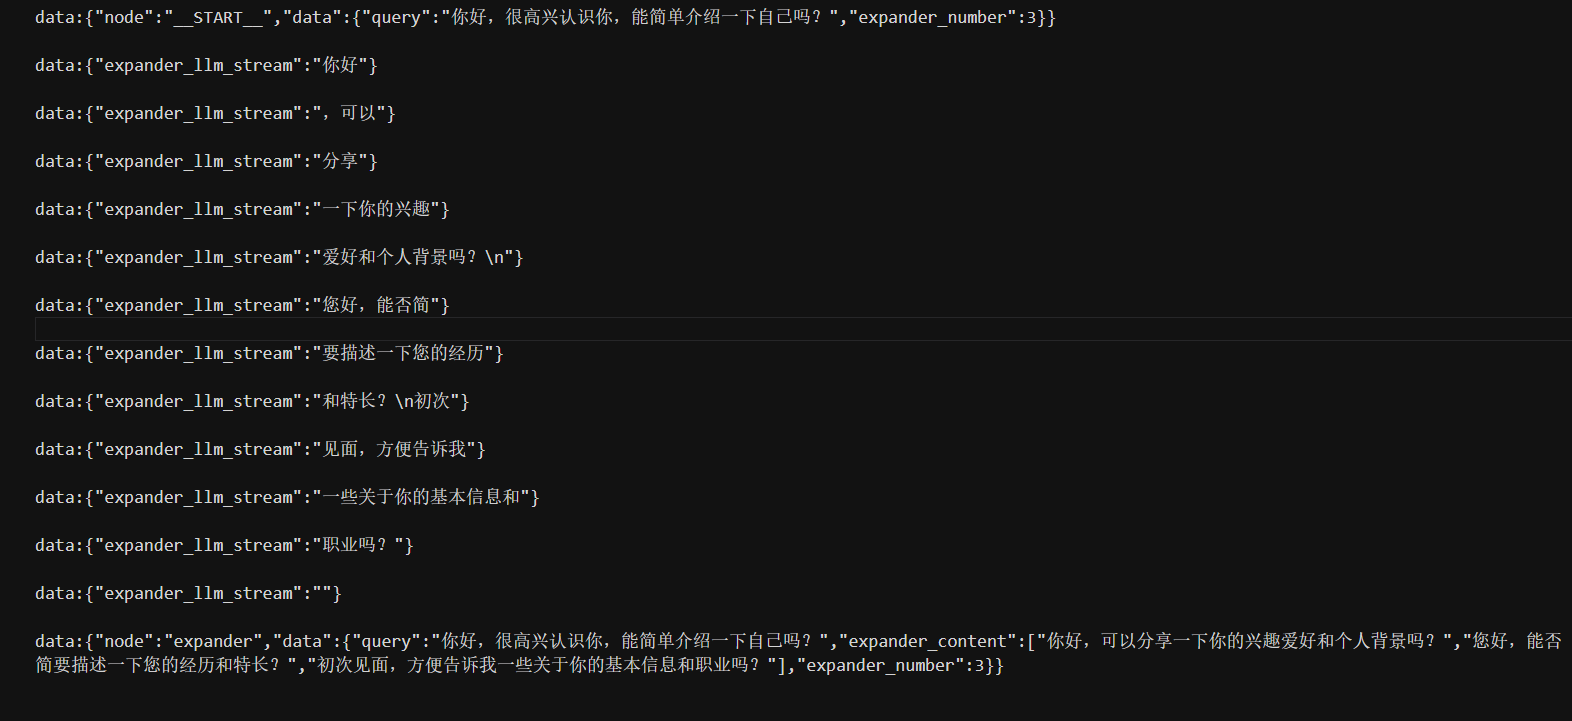 data:{"node":"__START__","data":{"query":"你好，很高兴认识你，能简单介绍一下自己吗？","expander_number":3}}
data:{"expander_llm_stream":"你好"}
data:{"expander_llm_stream":"，可以"}
data:{"expander_llm_stream":"分享"}
data:{"expander_llm_stream":"一下你的兴趣"}
data:{"expander_llm_stream":"爱好和个人背景吗？\n"}
data:{"expander_llm_stream":"您好，能否简"}
data:{"expander_llm_stream":"要描述一下您的经历"}
data:{"expander_llm_stream":"和特长？\n初次"}
data:{"expander_llm_stream":"见面，方便告诉我"}
data:{"expander_llm_stream":"一些关于你的基本信息和"}
data:{"expander_llm_stream":"职业吗？"}
data:{"expander_llm_stream":""}
data:{"node":"expander","data":{"query":"你好，很高兴认识你，能简单介绍一下自己吗？","expander_content":["你好，可以分享一下你的兴趣爱好和个人背景吗？","您好，能否
简要描述一下您的经历和特长？","初次见面，方便告诉我一些关于你的基本信息和职业吗？"],"expander_number":3}}